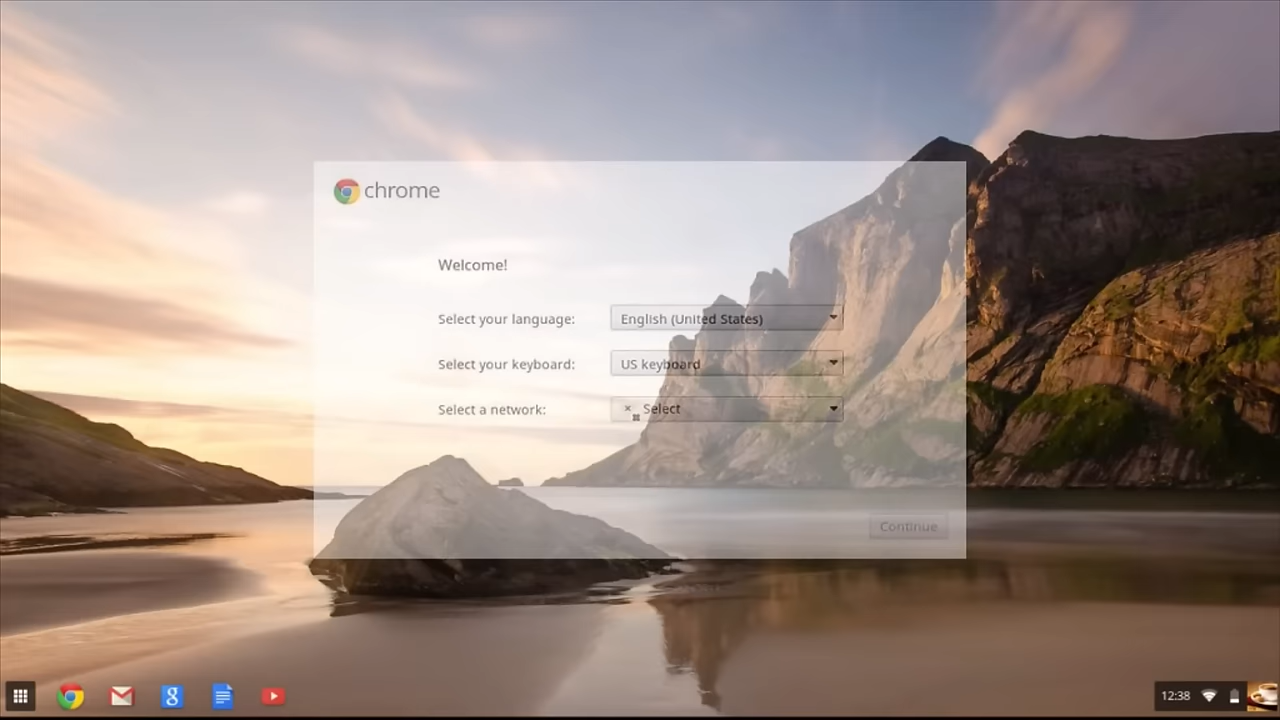 chrome
Welcome!
Select your language: English (United States)
Select your keyboard: US keyboard
Select a network: Select
Continue
8
12:38